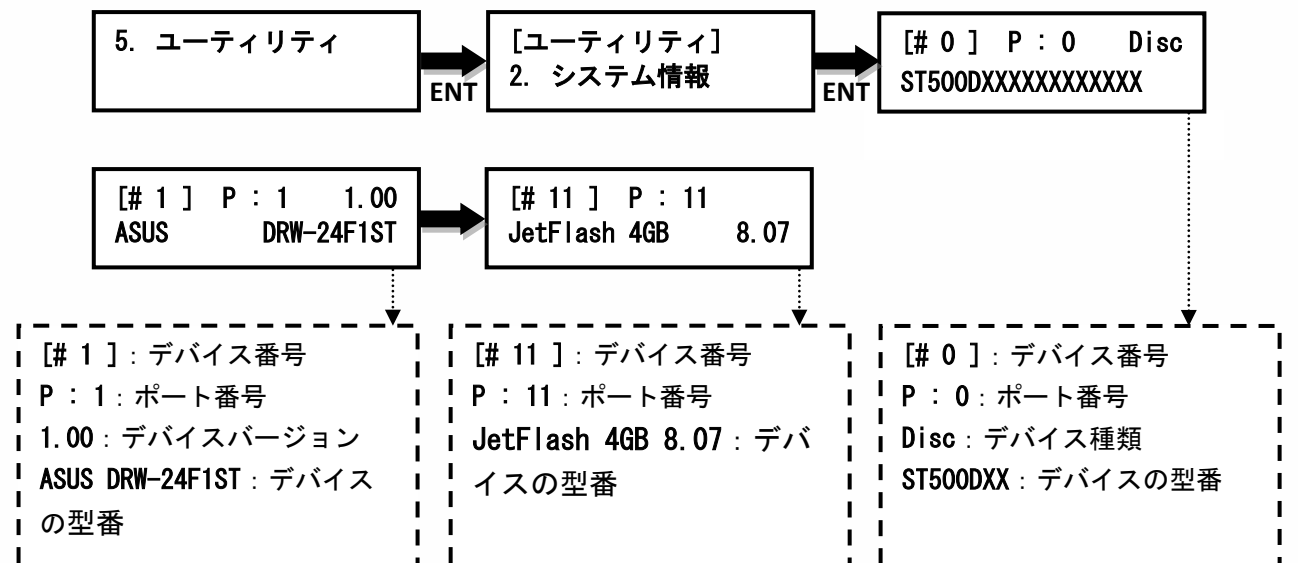 5. ユーティリティ
ENT
[ユーティリティ]
2. システム情報
ENT
[# 0 ] P : 0 Disc
ST500DXXXXXXXXXXXX
[# 1 ] P : 1 1.00
ASUS DRW-24F1ST
[# 11 ] P : 11
JetFlash 4GB 8.07
[# 1 ]：デバイス番号
P : 1：ポート番号
1.00：デバイスバージョン
ASUS DRW-24F1ST：デバイス
の型番
[# 11 ]：デバイス番号
P : 11：ポート番号
JetFlash 4GB 8.07：デバ
イスの型番
[# 0 ]：デバイス番号
P : 0：ポート番号
Disc：デバイス種類
ST500DXX：デバイスの型番